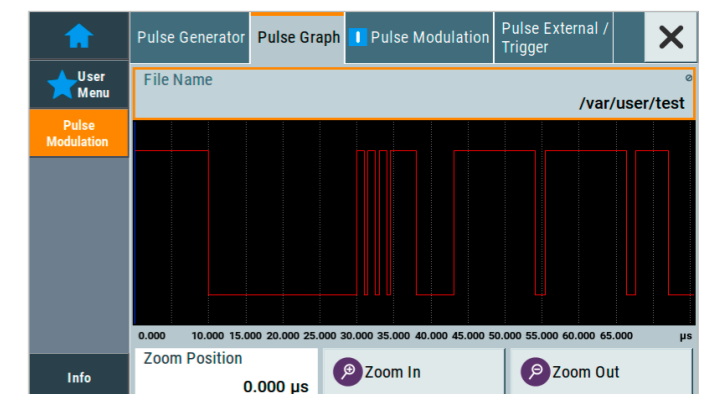 Pulse Generator
Pulse Graph
Pulse Modulation
Pulse External /
Trigger
User
Menu
Pulse
Modulation
File Name
/var/user/test
0.000 10.000 15.000 20.000 25.000 30.000 35.000 40.000 45.000 50.000 55.000 60.000 65.000 µs
Info
Zoom Position
0.000 µs
Zoom In
Zoom Out